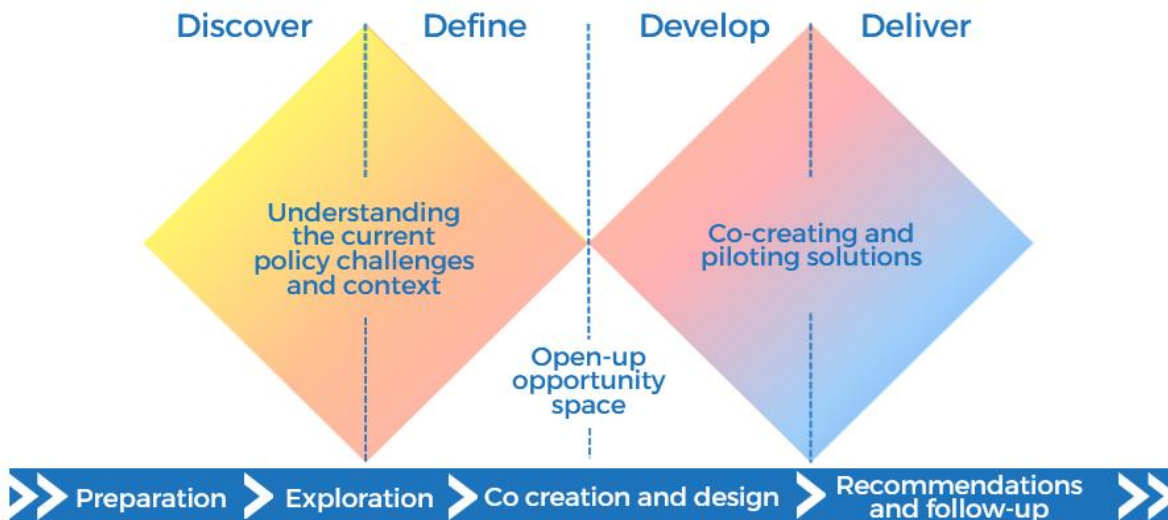 Discover
Define
Develop
Deliver
Understanding
the current
policy challenges
and context
Co-creating and
piloting solutions
Open-up
opportunity
space
Preparation
Exploration
Co creation and design
Recommendations
and follow-up